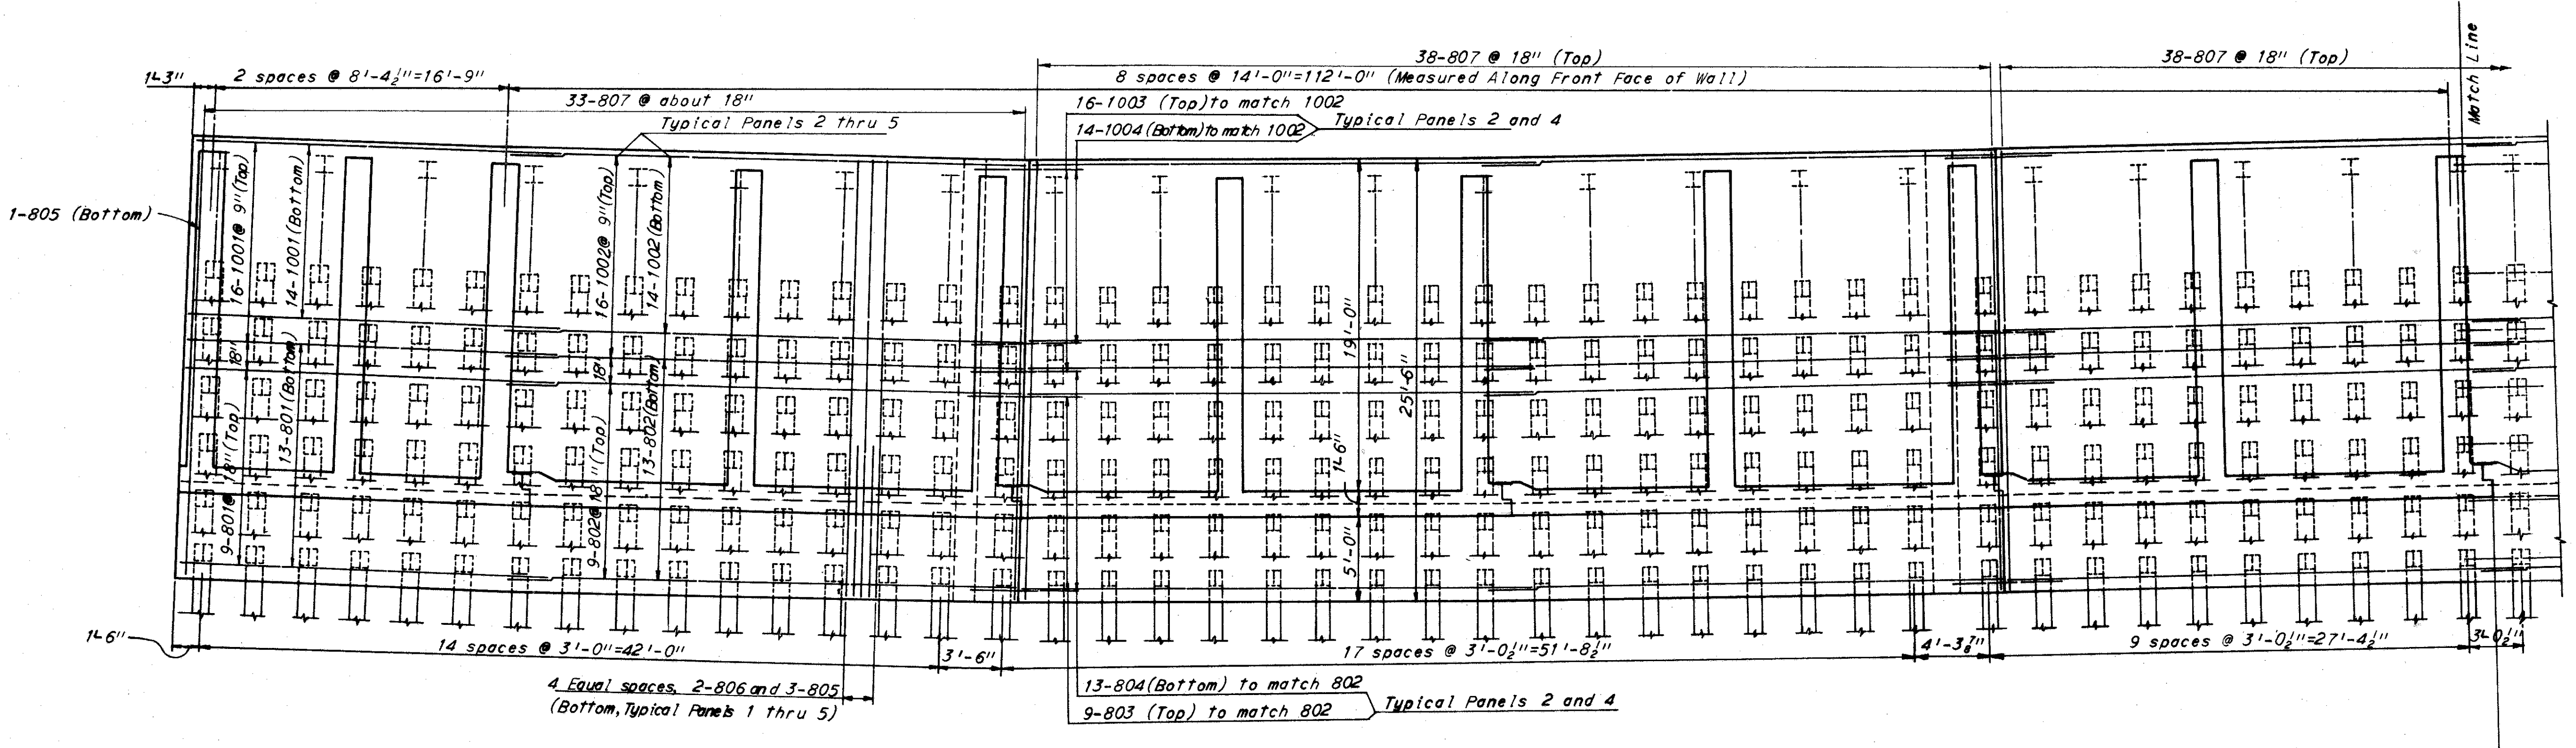 38-807 @ 18" (Top)
38-807 @ 18" (Top)
Match Line
1'-3"
2 spaces @ 8'-4½"=16'-9"
8 spaces @ 14'-0"=112'-0" (Measured Along Front Face of Wall)
33-807 @ about 18"
16-1003 (Top) to match 1002
Typical Panels 2 thru 5
14-1004 (Bottom) to match 1002
Typical Panels 2 and 4
1-805 (Bottom)
16-1001 @ 9" (Top)
14-1001 (Bottom)
16-1002 @ 9" (Top)
14-1002 (Bottom)
18"
13-801 (Bottom)
18"
13-802 (Bottom)
19'-0"
25'-6"
9-801 @ 18" (Top)
9-802 @ 18" (Top)
1'-6"
5'-0"
1'-6"
14 spaces @ 3'-0"=42'-0"
3'-6"
17 spaces @ 3'-0½"=51'-8½"
4'-3⅞"
9 spaces @ 3'-0½"=27'-4½"
3'-0½"
4 Equal spaces, 2-806 and 3-805
(Bottom, Typical Panels 1 thru 5)
13-804 (Bottom) to match 802
9-803 (Top) to match 802
Typical Panels 2 and 4